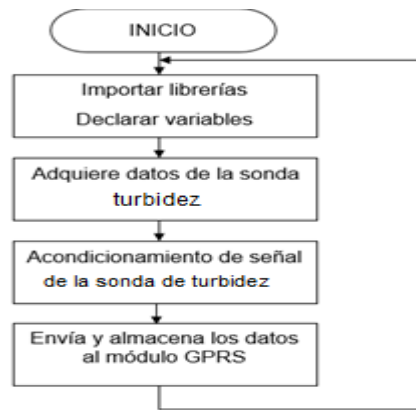 INICIO
Importar librerías
Declarar variables
Adquiere datos de la sonda
turbidez
Acondicionamiento de señal
de la sonda de turbidez
Envía y almacena los datos
al módulo GPRS